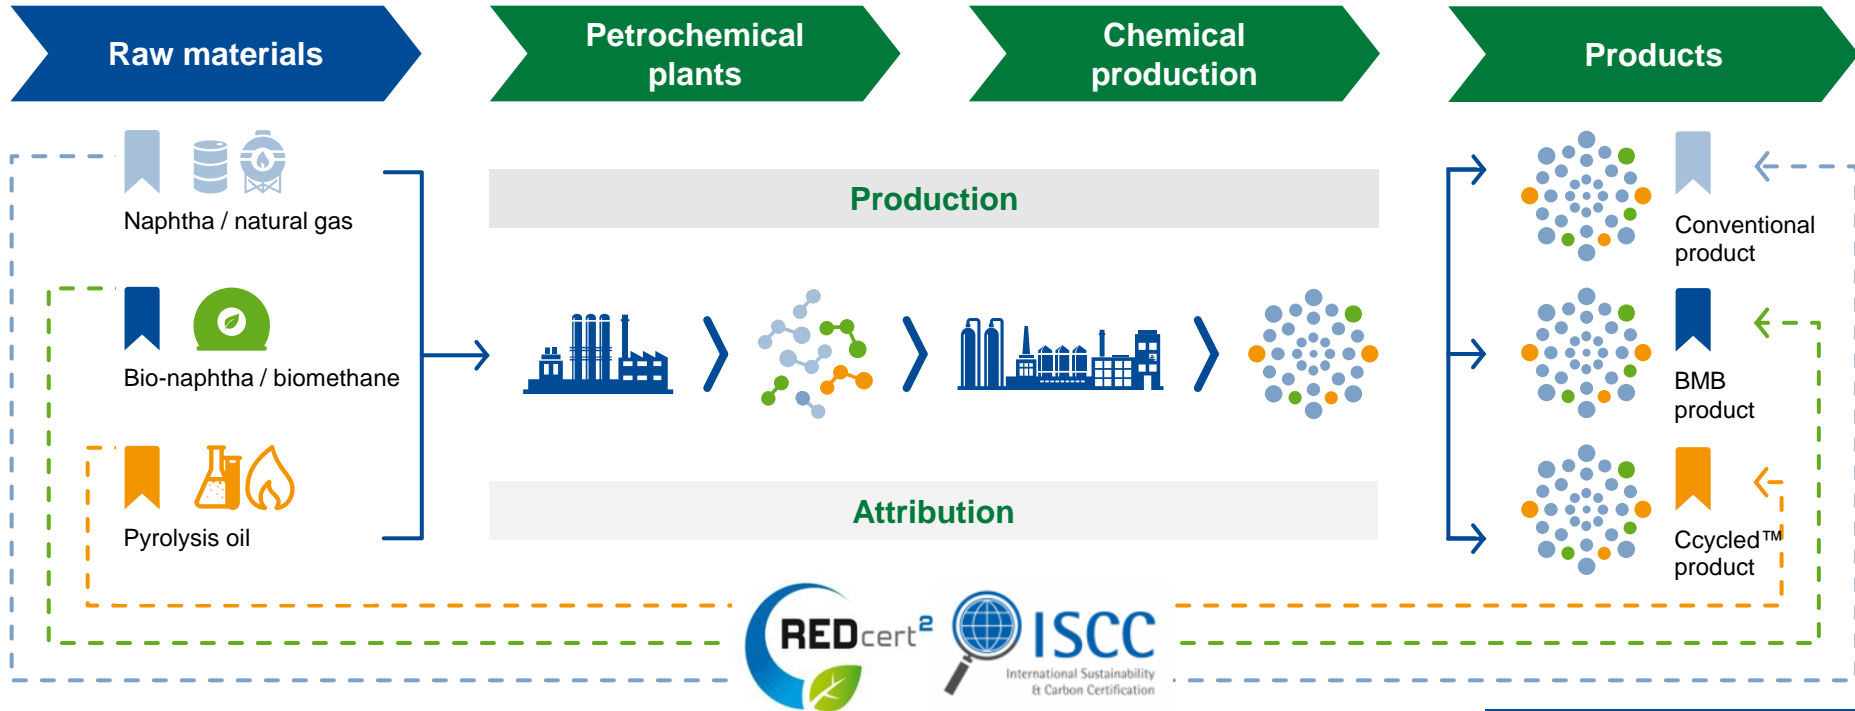 Raw materials
Petrochemical
plants
Chemical
production
Products
Naphtha / natural gas
Bio-naphtha / biomethane
Pyrolysis oil
Production
Attribution
Conventional
product
BMB
product
Ccycled™
product
REDcert²
ISCC
International Sustainability
& Carbon Certification